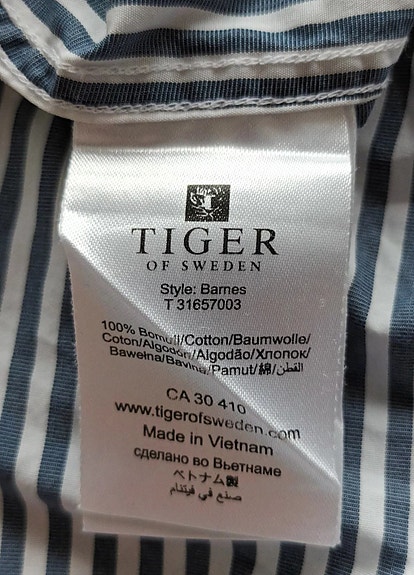 TIGER
OF SWEDEN
Style: Barnes
T 31657003
100% Bomull/Cotton/Baumwolle/
Coton/Algodon/Algodão/Хлопок/
Bawełna/Bavlna/Pamut/綿/القطن/
CA 30 410
www.tigerofsweden.com
Made in Vietnam
сделано во Вьетнаме
ベトナム製
صنع في فيتنام